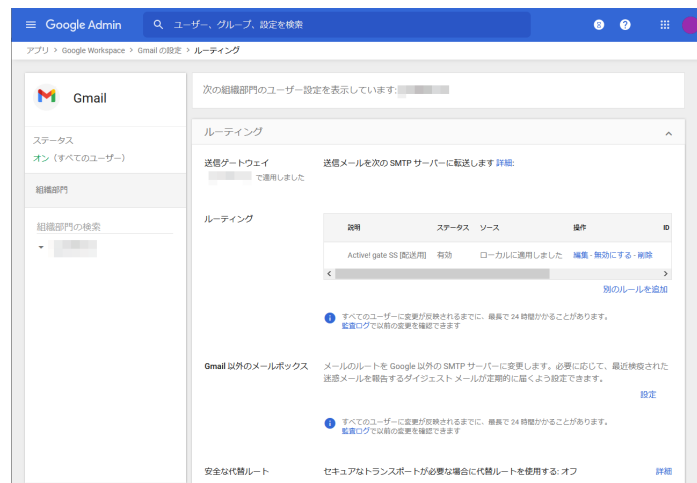 Google Admin
ユーザー、グループ、設定を検索
アプリ > Google Workspace > Gmail の設定 > ルーティング
Gmail
次の組織部門のユーザー設定を表示しています:
ステータス
オン（すべてのユーザー）
組織部門
組織部門の検索
ルーティング
送信ゲートウェイ
で適用しました
送信メールを次の SMTP サーバーに転送します 詳細:
ルーティング
説明 ステータス ソース 操作 ID
Active! gate SS [配送用] 有効 ローカルに適用しました 編集 - 無効にする - 削除
別のルールを追加
すべてのユーザーに変更が反映されるまでに、最長で 24 時間かかることがあります。
監査ログで以前の変更を確認できます
Gmail 以外のメールボックス
メールのルートを Google 以外の SMTP サーバーに変更します。必要に応じて、最近検疫された
迷惑メールを報告するダイジェスト メールが定期的に届くよう設定できます。
設定
すべてのユーザーに変更が反映されるまでに、最長で 24 時間かかることがあります。
監査ログで以前の変更を確認できます
安全な代替ルート
セキュアなトランスポートが必要な場合に代替ルートを使用する: オフ
詳細